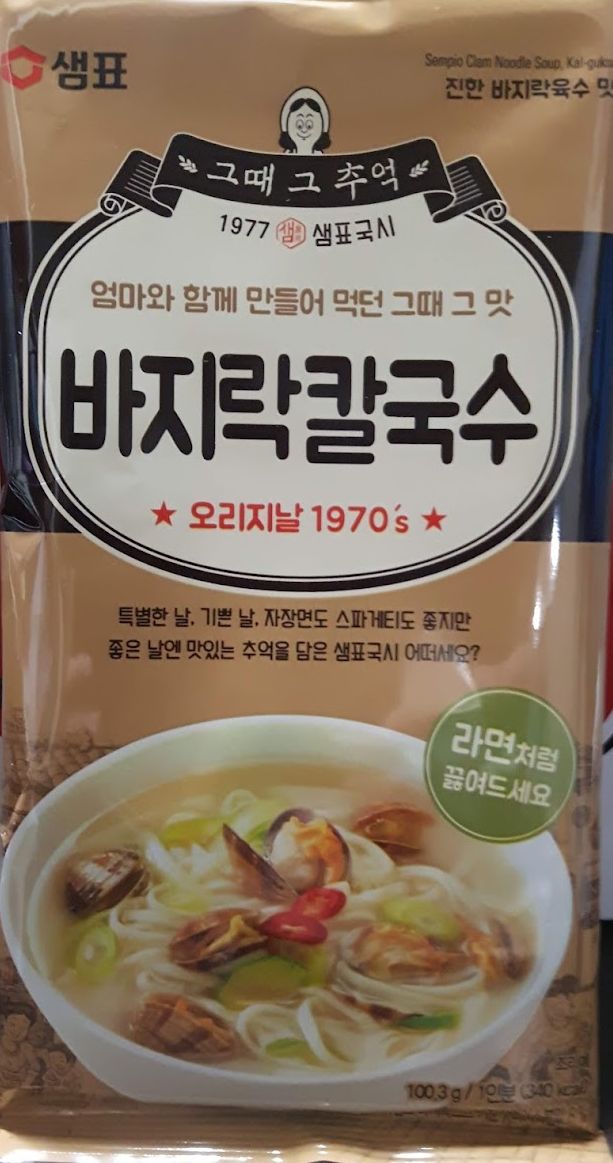 샘표
Sempio Clam Noodle Soup, Kal-guksu
진한 바지락육수 맛
그때 그 추억
1977 샘 샘표국시
엄마와 함께 만들어 먹던 그때 그 맛
바지락칼국수
★ 오리지날 1970's ★
특별한 날, 기쁜 날, 자장면도 스파게티도 좋지만
좋은 날엔 맛있는 추억을 담은 샘표국시 어떠세요?
라면처럼
끓여드세요
조리예
100.3 g / 1인분 (340 kcal)